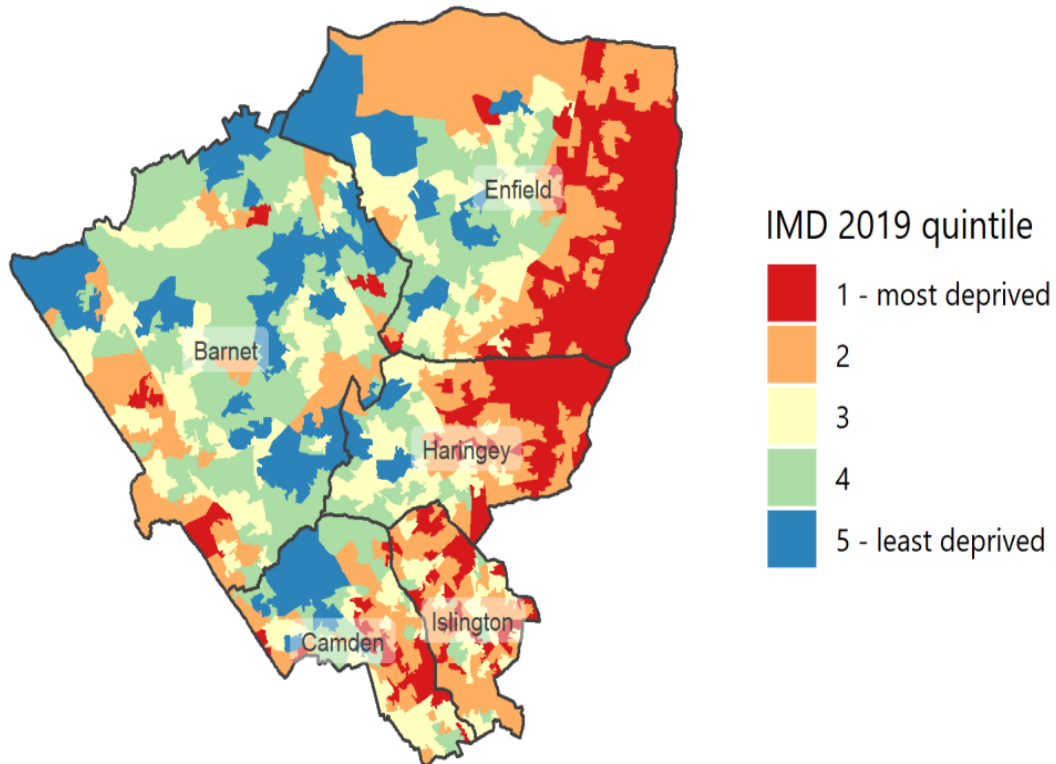 Enfield
Barnet
Haringey
Islington
Camden
IMD 2019 quintile
1 - most deprived
2
3
4
5 - least deprived